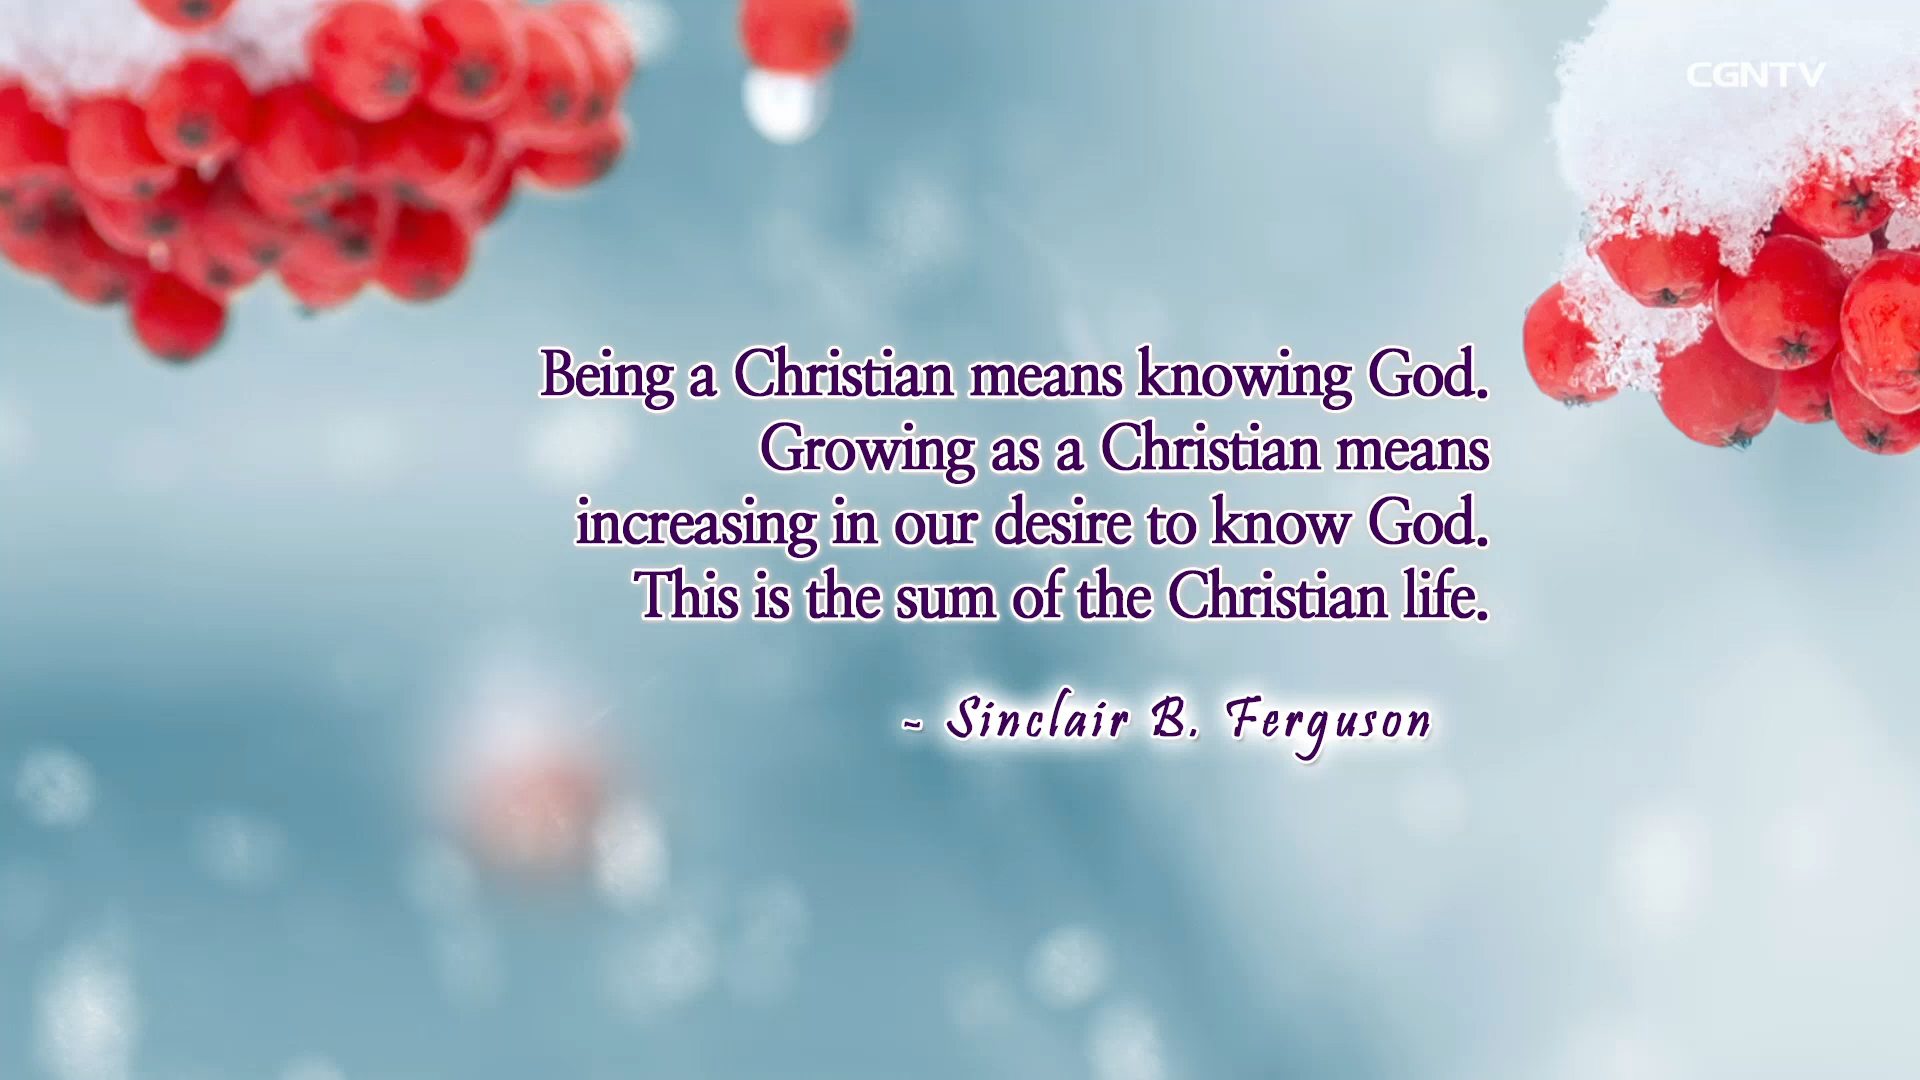 CGNTV
Being a Christian means knowing God.
Growing as a Christian means
increasing in our desire to know God.
This is the sum of the Christian life.
~ Sinclair B. Ferguson